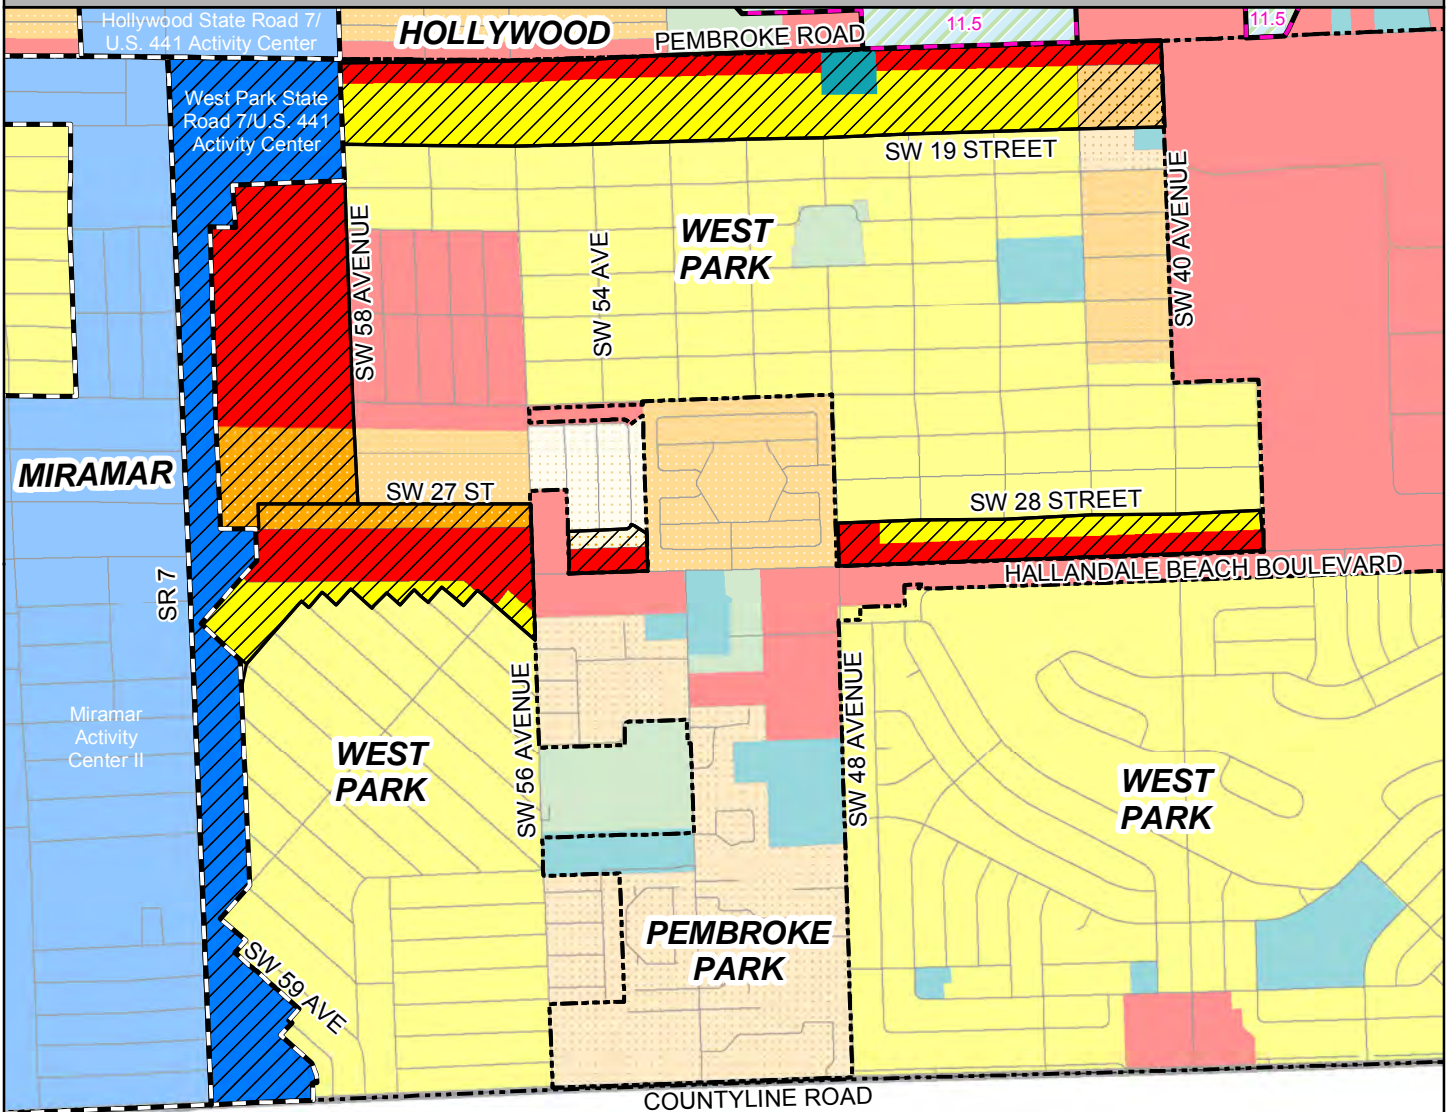 Hollywood State Road 7/
U.S. 441 Activity Center
HOLLYWOOD
PEMBROKE ROAD
11.5
11.5
West Park State
Road 7/U.S. 441
Activity Center
SW 19 STREET
SW 58 AVENUE
SW 54 AVE
WEST
PARK
SW 40 AVENUE
MIRAMAR
SW 27 ST
SW 28 STREET
HALLANDALE BEACH BOULEVARD
SR 7
Miramar
Activity
Center II
WEST
PARK
SW 56 AVENUE
SW 48 AVENUE
WEST
PARK
PEMBROKE
PARK
SW 59 AVE
COUNTYLINE ROAD